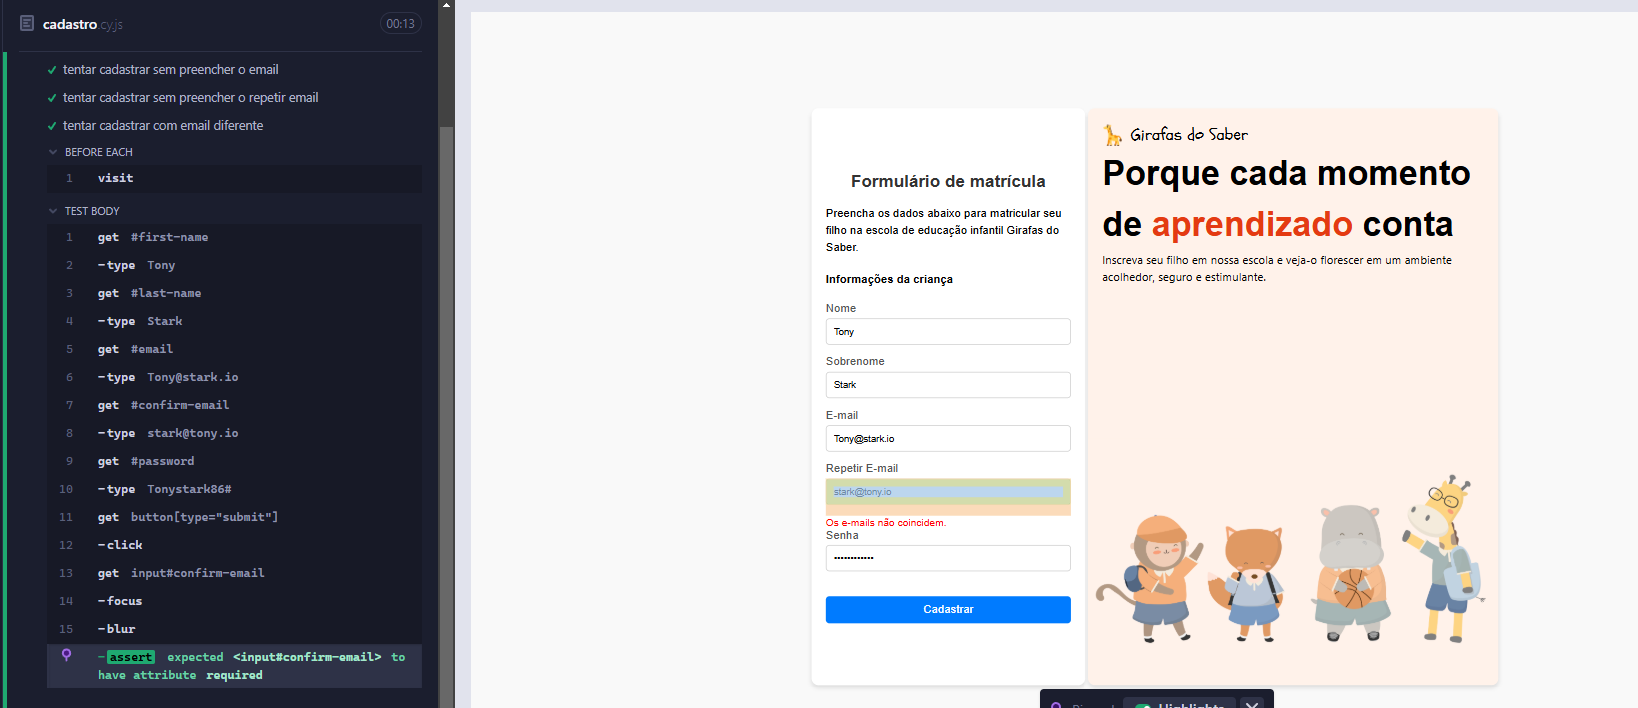 cadastro.cy.js 00:13
tentar cadastrar sem preencher o email
tentar cadastrar sem preencher o repetir email
tentar cadastrar com email diferente
BEFORE EACH
1 visit
TEST BODY
1 get #first-name
2 -type Tony
3 get #last-name
4 -type Stark
5 get #email
6 -type Tony@stark.io
7 get #confirm-email
8 -type stark@tony.io
9 get #password
10 -type Tonystark86#
11 get button[type="submit"]
12 -click
13 get input#confirm-email
14 -focus
15 -blur
-assert expected <input#confirm-email> to
have attribute required
Formulário de matrícula
Preencha os dados abaixo para matricular seu
filho na escola de educação infantil Girafas do
Saber.
Informações da criança
Nome
Tony
Sobrenome
Stark
E-mail
Tony@stark.io
Repetir E-mail
stark@tony.io
Os e-mails não coincidem.
Senha
••••••••••••
Cadastrar
Girafas do Saber
Porque cada momento
de aprendizado conta
Inscreva seu filho em nossa escola e veja-o florescer em um ambiente
acolhedor, seguro e estimulante.
Highlights